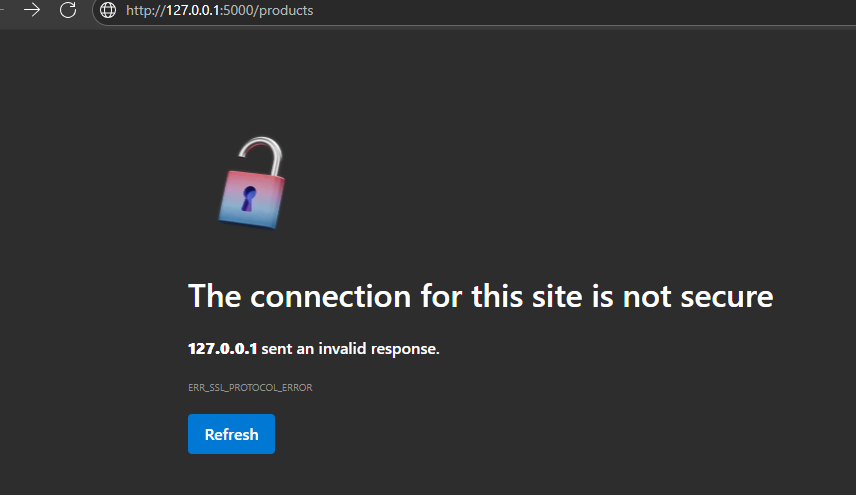 http://127.0.0.1:5000/products
The connection for this site is not secure
127.0.0.1 sent an invalid response.
ERR_SSL_PROTOCOL_ERROR
Refresh